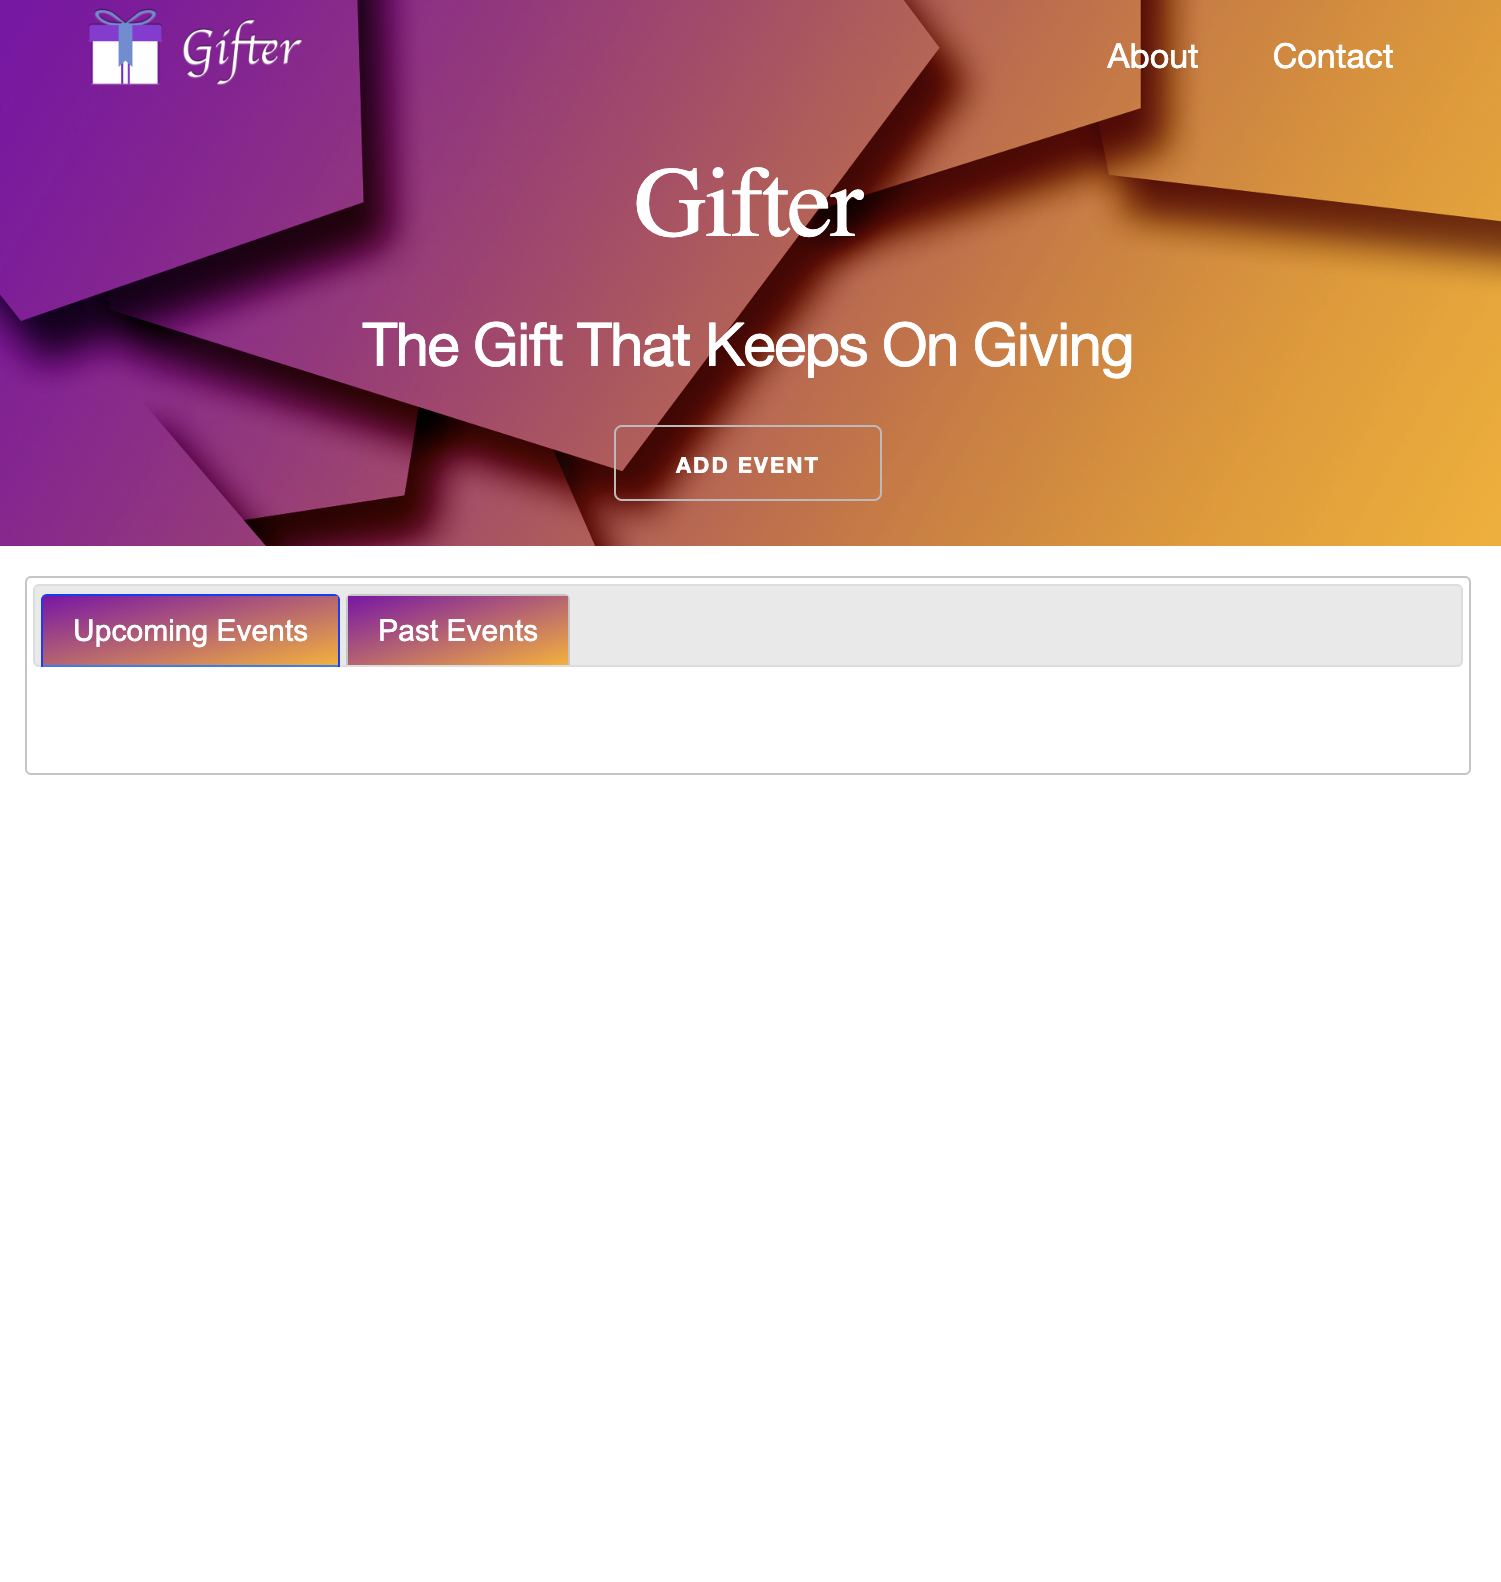 Gifter
About Contact
Gifter
The Gift That Keeps On Giving
ADD EVENT
Upcoming Events Past Events